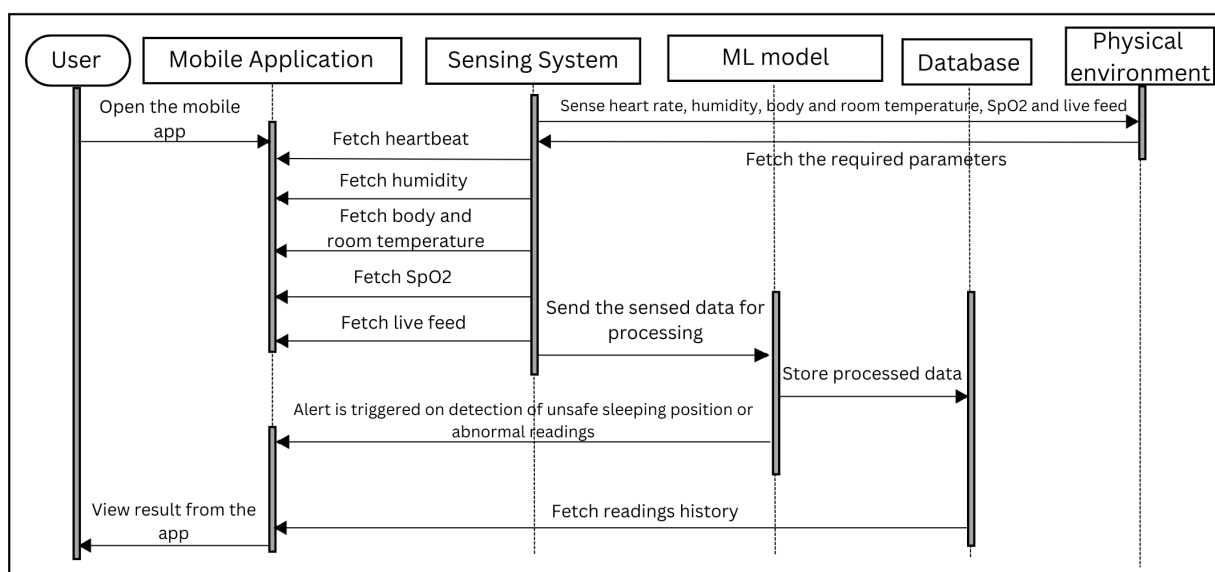 User
Mobile Application
Sensing System
ML model
Database
Physical
environment
Open the mobile
app
Sense heart rate, humidity, body and room temperature, SpO2 and live feed
Fetch heartbeat
Fetch the required parameters
Fetch humidity
Fetch body and
room temperature
Fetch SpO2
Fetch live feed
Send the sensed data for
processing
Store processed data
Alert is triggered on detection of unsafe sleeping position or
abnormal readings
Fetch readings history
View result from the
app